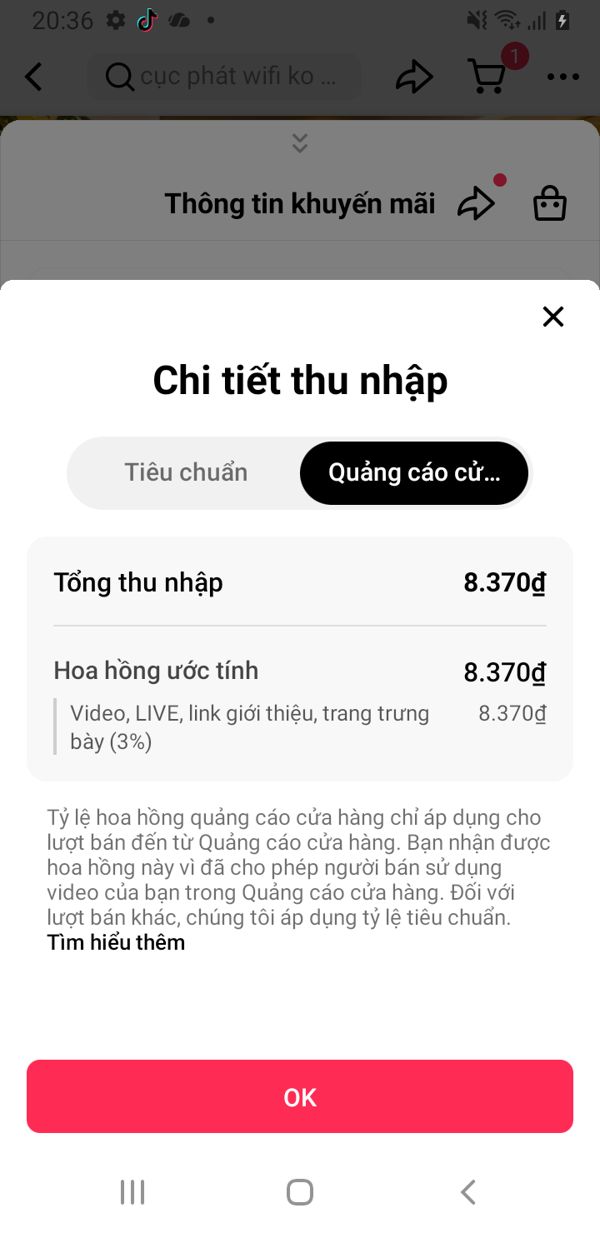 20:36
cục phát wifi ko ...
1
Thông tin khuyến mãi
Chi tiết thu nhập
Tiêu chuẩn
Quảng cáo cử...
Tổng thu nhập
8.370₫
Hoa hồng ước tính
8.370₫
Video, LIVE, link giới thiệu, trang trưng
8.370₫
bày (3%)
Tỷ lệ hoa hồng quảng cáo cửa hàng chỉ áp dụng cho
lượt bán đến từ Quảng cáo cửa hàng. Bạn nhận được
hoa hồng này vì đã cho phép người bán sử dụng
video của bạn trong Quảng cáo cửa hàng. Đối với
lượt bán khác, chúng tôi áp dụng tỷ lệ tiêu chuẩn.
Tìm hiểu thêm
OK